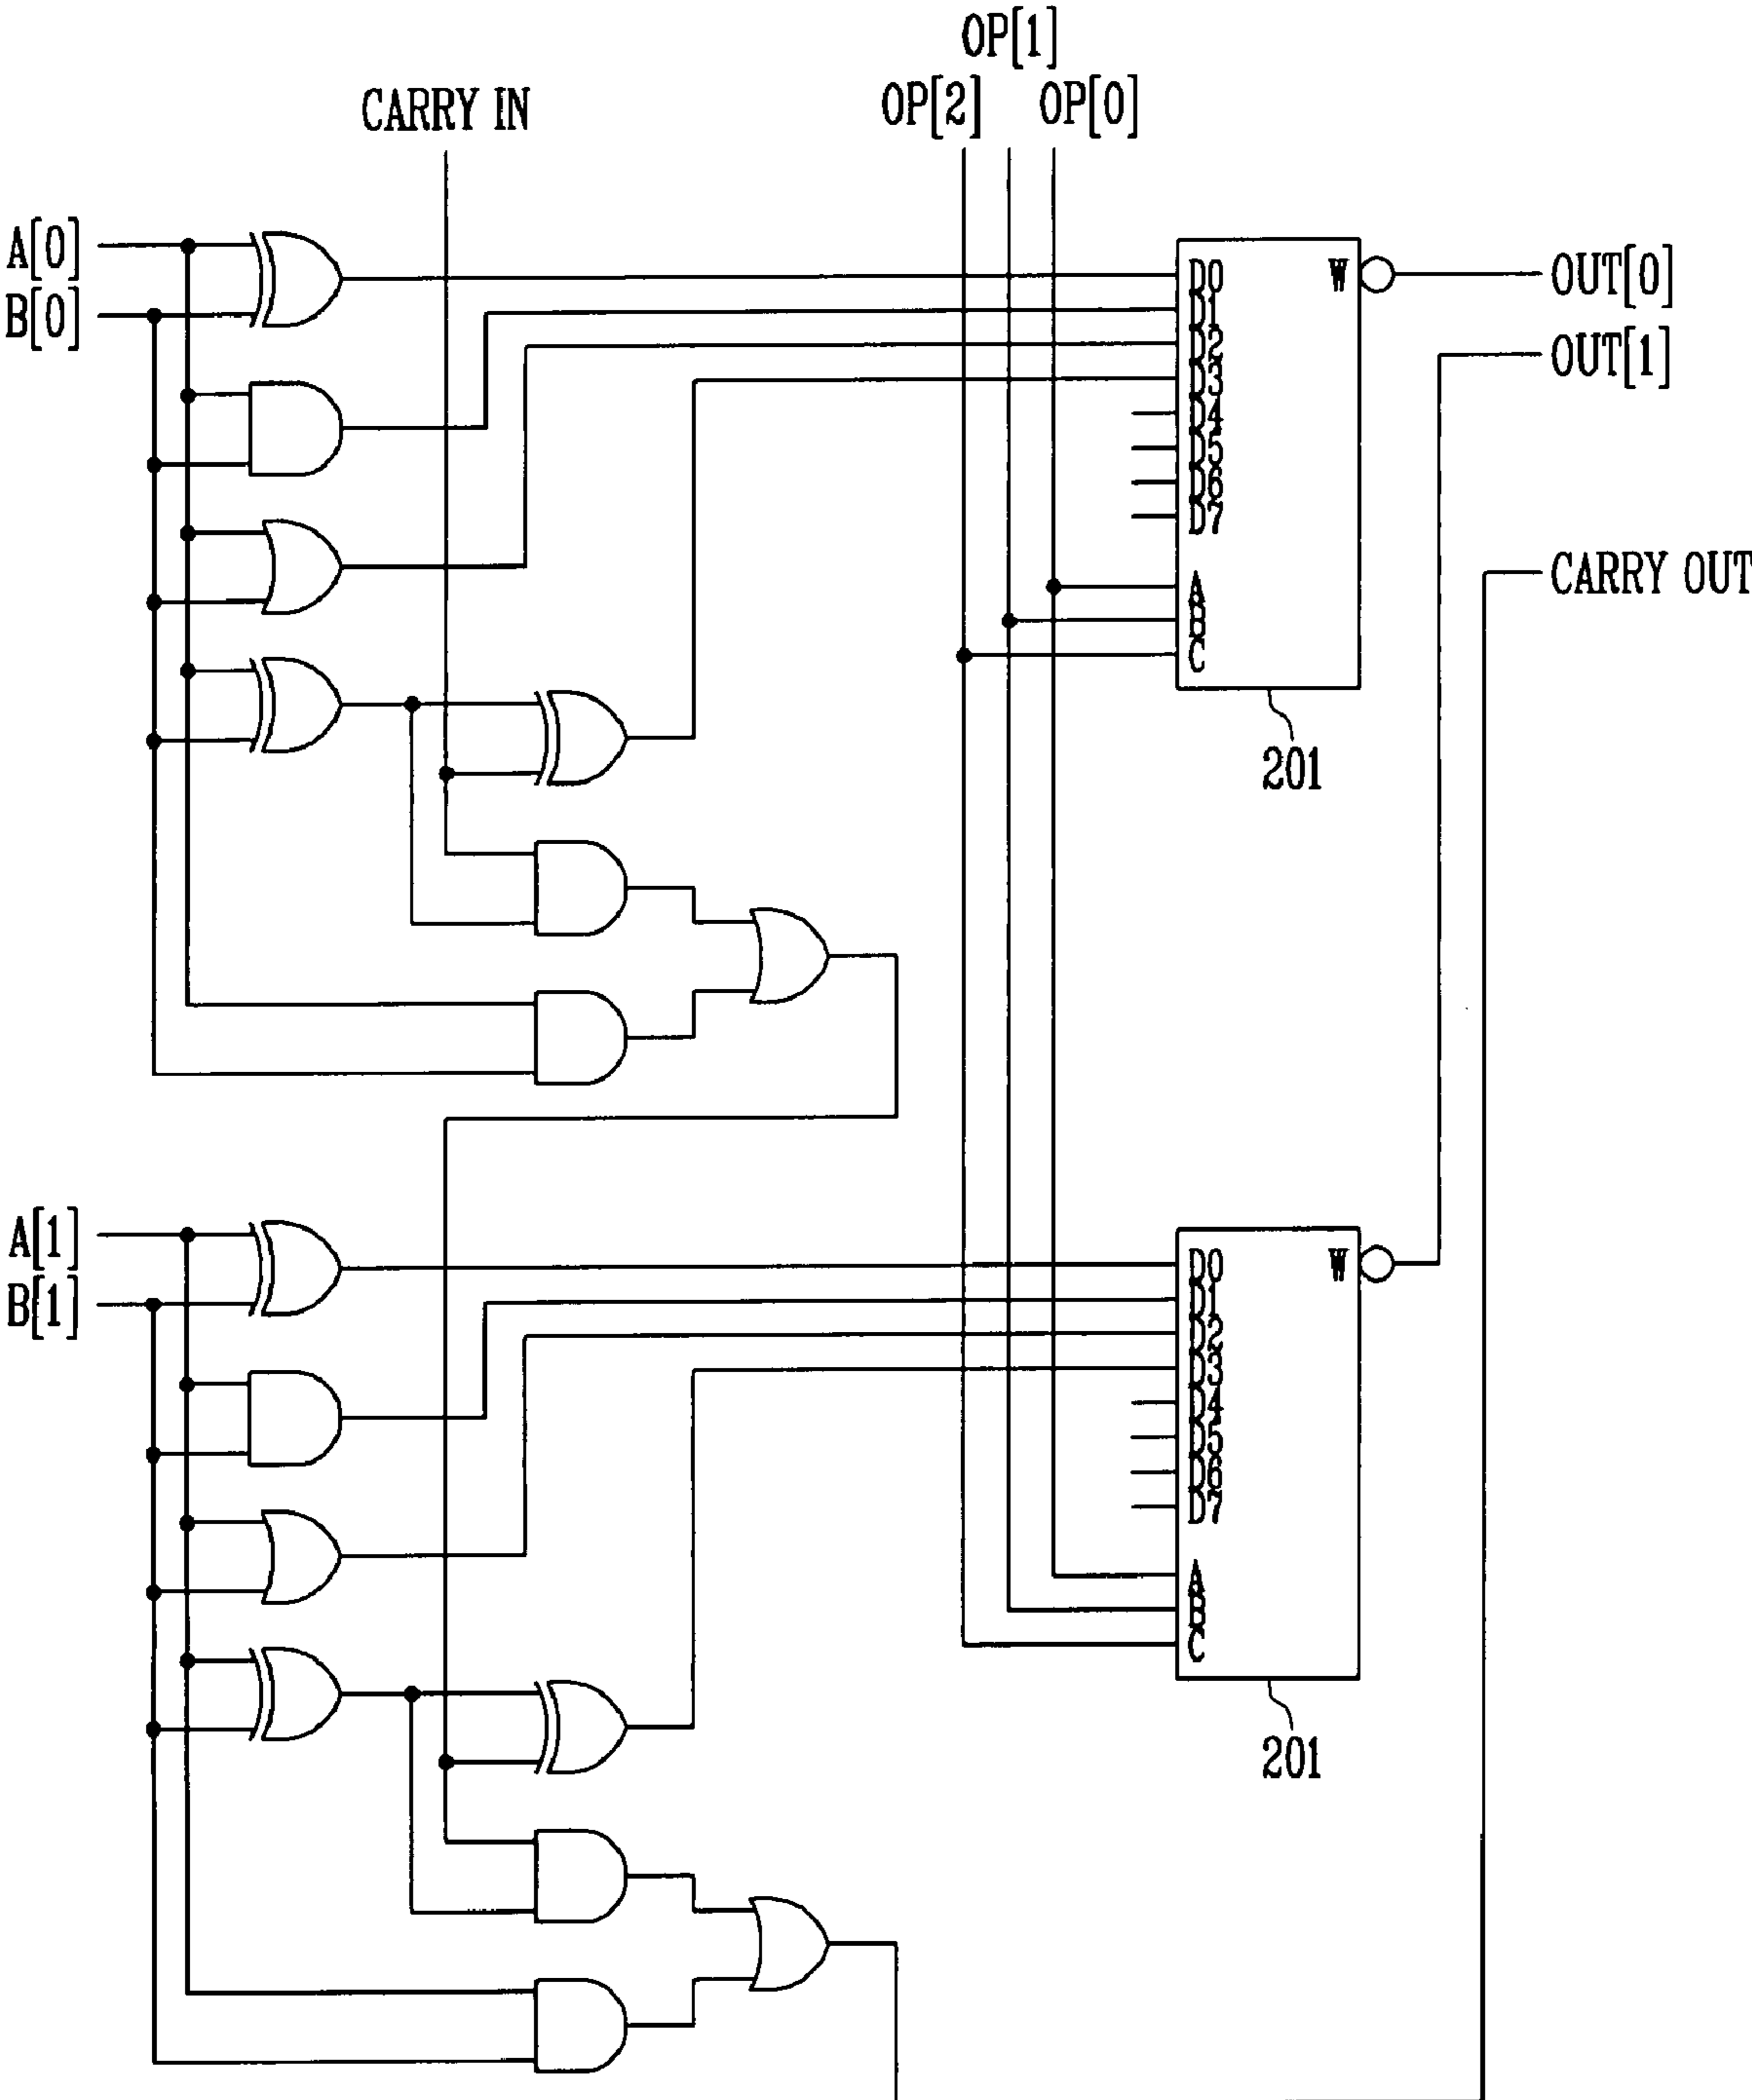 OP[1]
CARRY IN
OP[2]
OP[0]
A[0]
B[0]
D0
D1
D2
D3
D4
D5
D6
D7
A
B
C
W
OUT[0]
OUT[1]
CARRY OUT
201
A[1]
B[1]
D0
D1
D2
D3
D4
D5
D6
D7
A
B
C
W
201